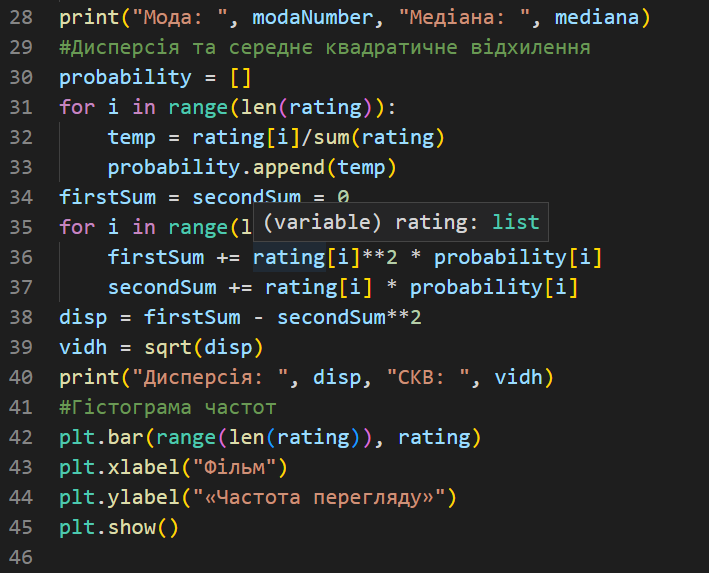 28 print("Мода: ", modaNumber, "Медіана: ", mediana)
29 #Дисперсія та середнє квадратичне відхилення
30 probability = []
31 for i in range(len(rating)):
32 temp = rating[i]/sum(rating)
33 probability.append(temp)
34 firstSum = secondSum = 0
35 for i in range(l
(variable) rating: list
36 firstSum += rating[i]**2 * probability[i]
37 secondSum += rating[i] * probability[i]
38 disp = firstSum - secondSum**2
39 vidh = sqrt(disp)
40 print("Дисперсія: ", disp, "СКВ: ", vidh)
41 #Гістограма частот
42 plt.bar(range(len(rating)), rating)
43 plt.xlabel("Фільм")
44 plt.ylabel("«Частота перегляду»")
45 plt.show()
46